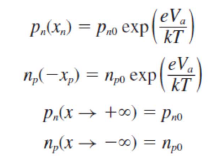 pₙ(xₙ) = pₙ₀ exp(eVₐ/kT)
nₚ(−xₚ) = nₚ₀ exp(eVₐ/kT)
pₙ(x → +∞) = pₙ₀
nₚ(x → −∞) = nₚ₀